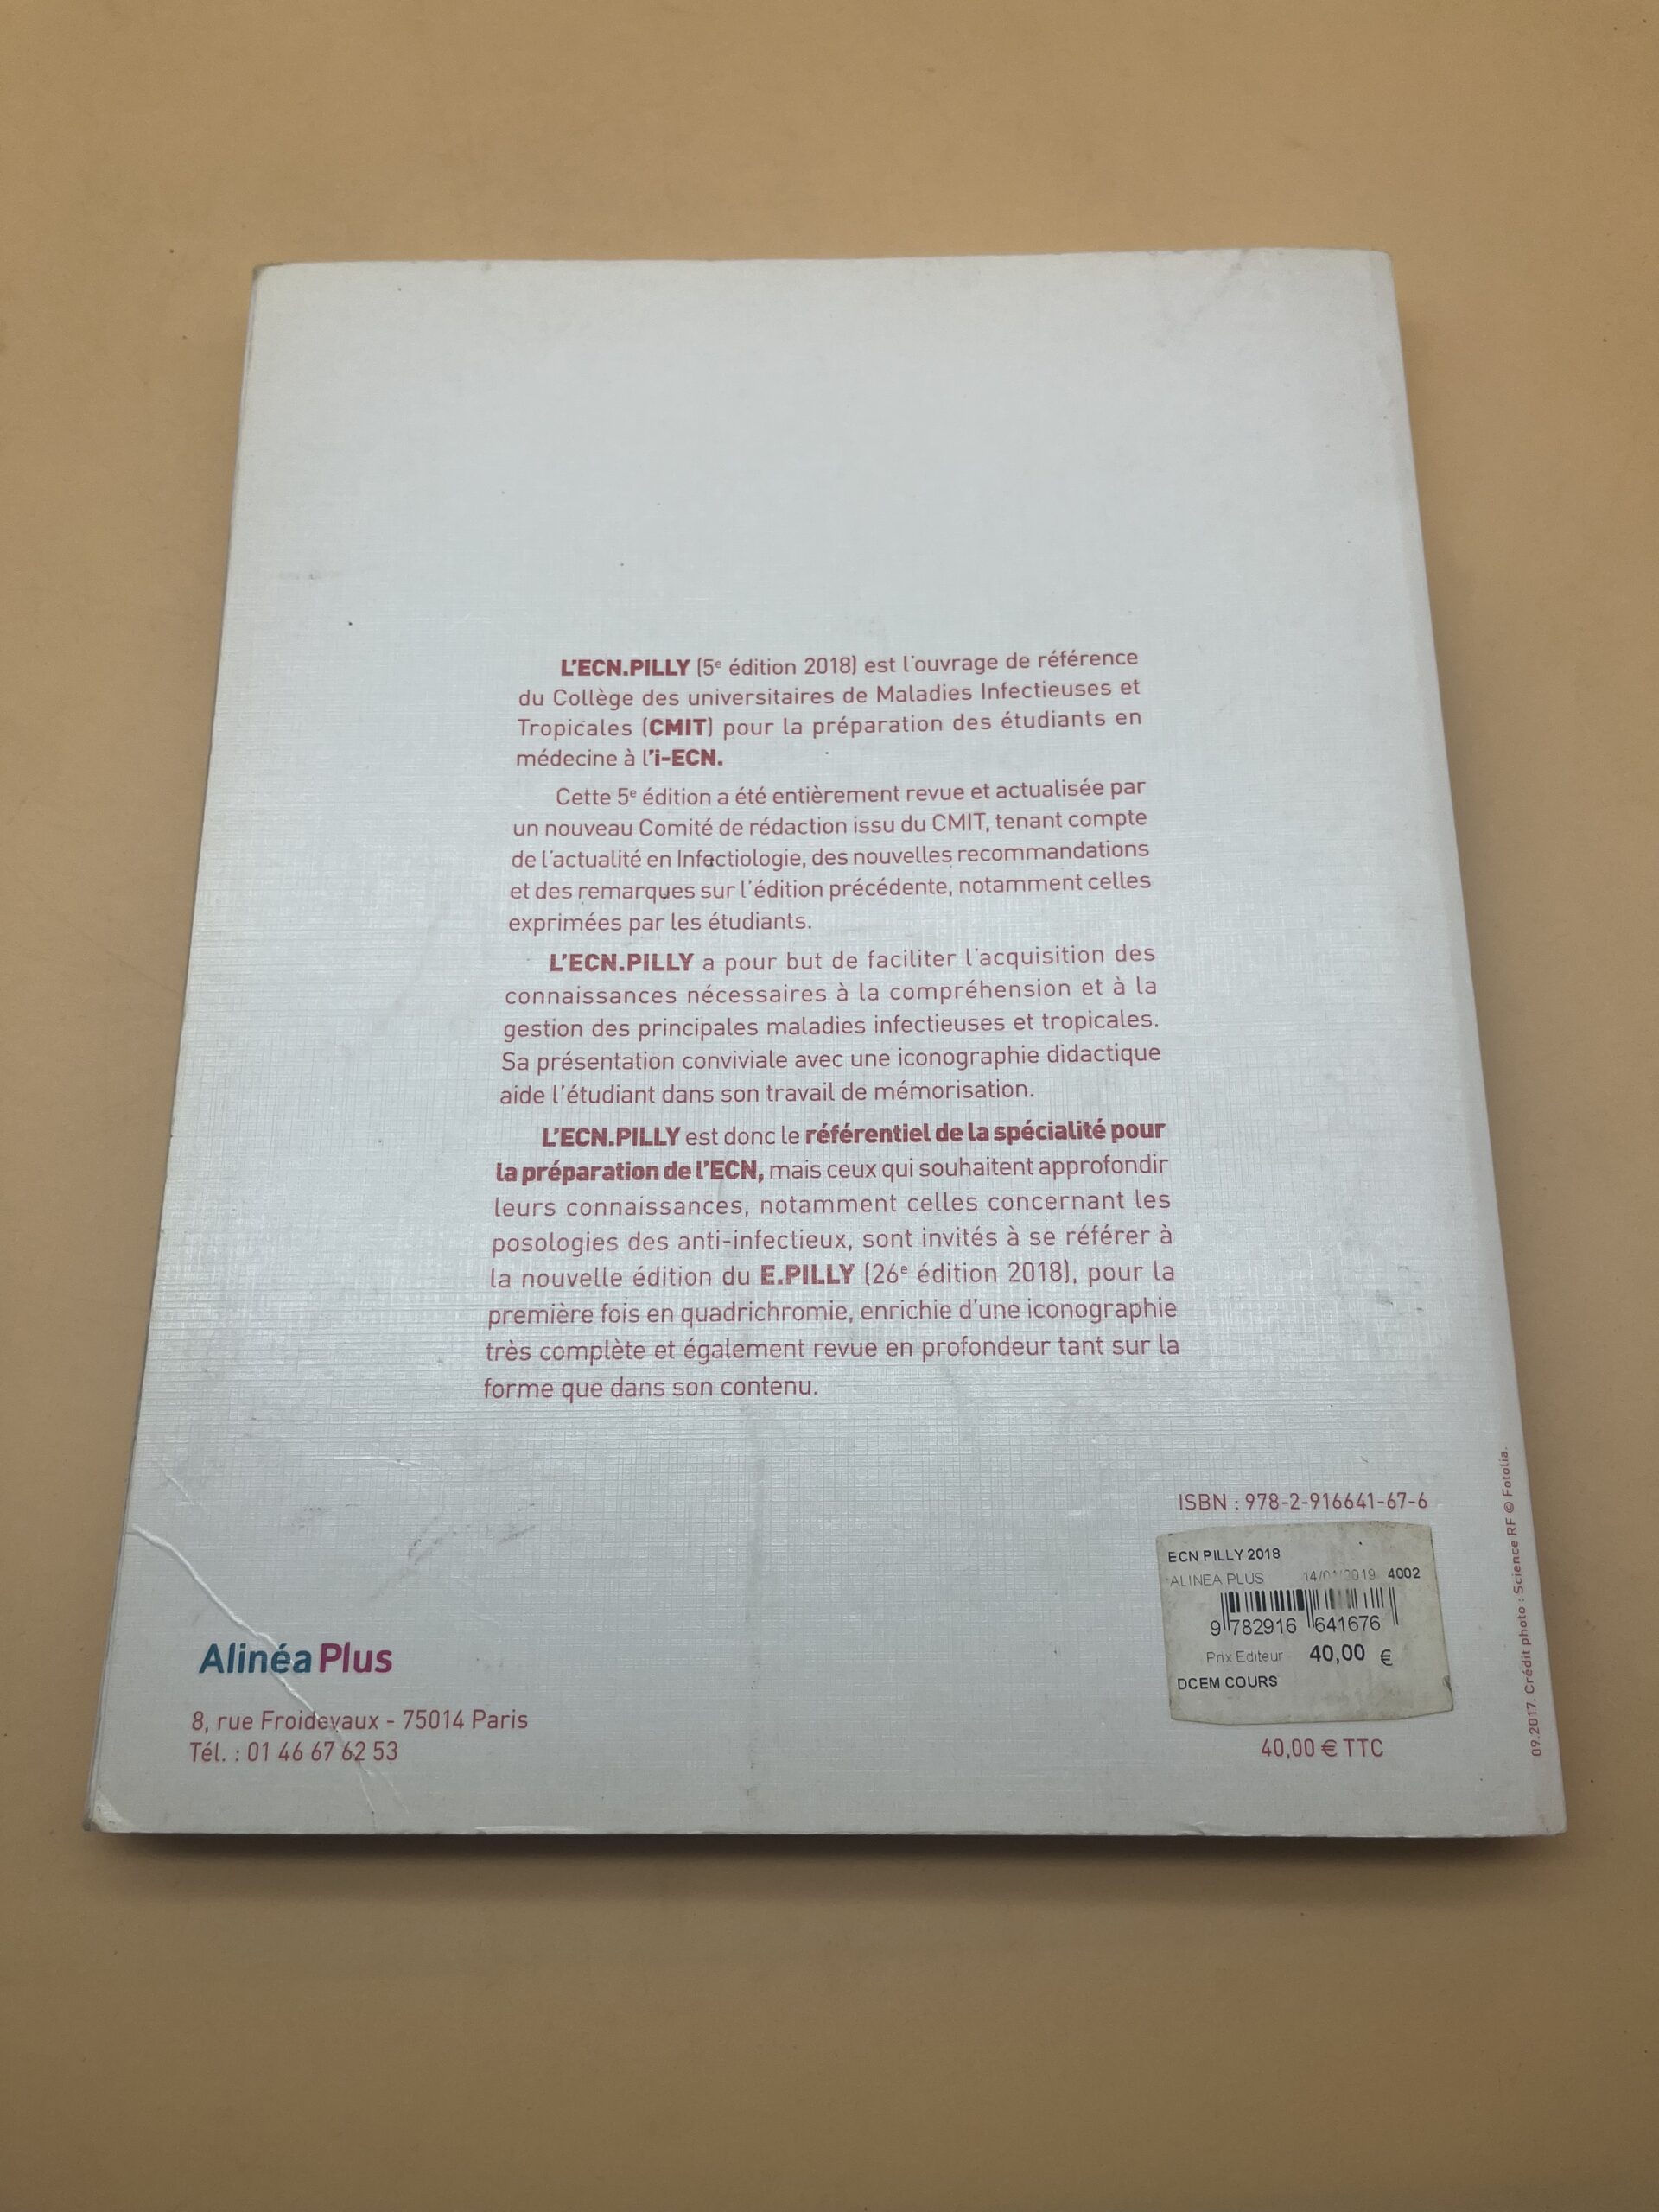 L'ECN.PILLY (5e édition 2018) est l'ouvrage de référence
du Collège des universitaires de Maladies Infectieuses et
Tropicales (CMIT) pour la préparation des étudiants en
médecine à l'i-ECN.
Cette 5e édition a été entièrement revue et actualisée par
un nouveau Comité de rédaction issu du CMIT, tenant compte
de l'actualité en Infectiologie, des nouvelles recommandations
et des remarques sur l'édition précédente, notamment celles
exprimées par les étudiants.
L'ECN.PILLY a pour but de faciliter l'acquisition des
connaissances nécessaires à la compréhension et à la
gestion des principales maladies infectieuses et tropicales.
Sa présentation conviviale avec une iconographie didactique
aide l'étudiant dans son travail de mémorisation.
L'ECN.PILLY est donc le référentiel de la spécialité pour
la préparation de l'ECN, mais ceux qui souhaitent approfondir
leurs connaissances, notamment celles concernant les
posologies des anti-infectieux, sont invités à se référer à
la nouvelle édition du E.PILLY (26e édition 2018), pour la
première fois en quadrichromie, enrichie d'une iconographie
très complète et également revue en profondeur tant sur la
forme que dans son contenu.
ISBN : 978-2-916641-67-6
ECN PILLY 2018
ALINEA PLUS 14/01/2019 4002
9 782916 641676
Prix Editeur 40,00 €
DCEM COURS
40,00 € TTC
Alinéa Plus
8, rue Froidevaux - 75014 Paris
Tél. : 01 46 67 62 53
09.2017. Crédit photo : Science RF © Fotolia.